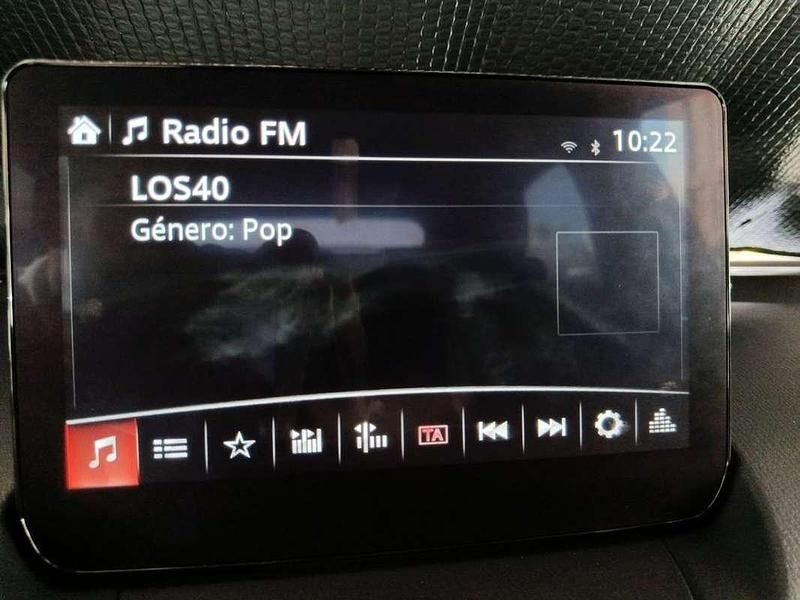 Radio FM
10:22
LOS40
Género: Pop
TA